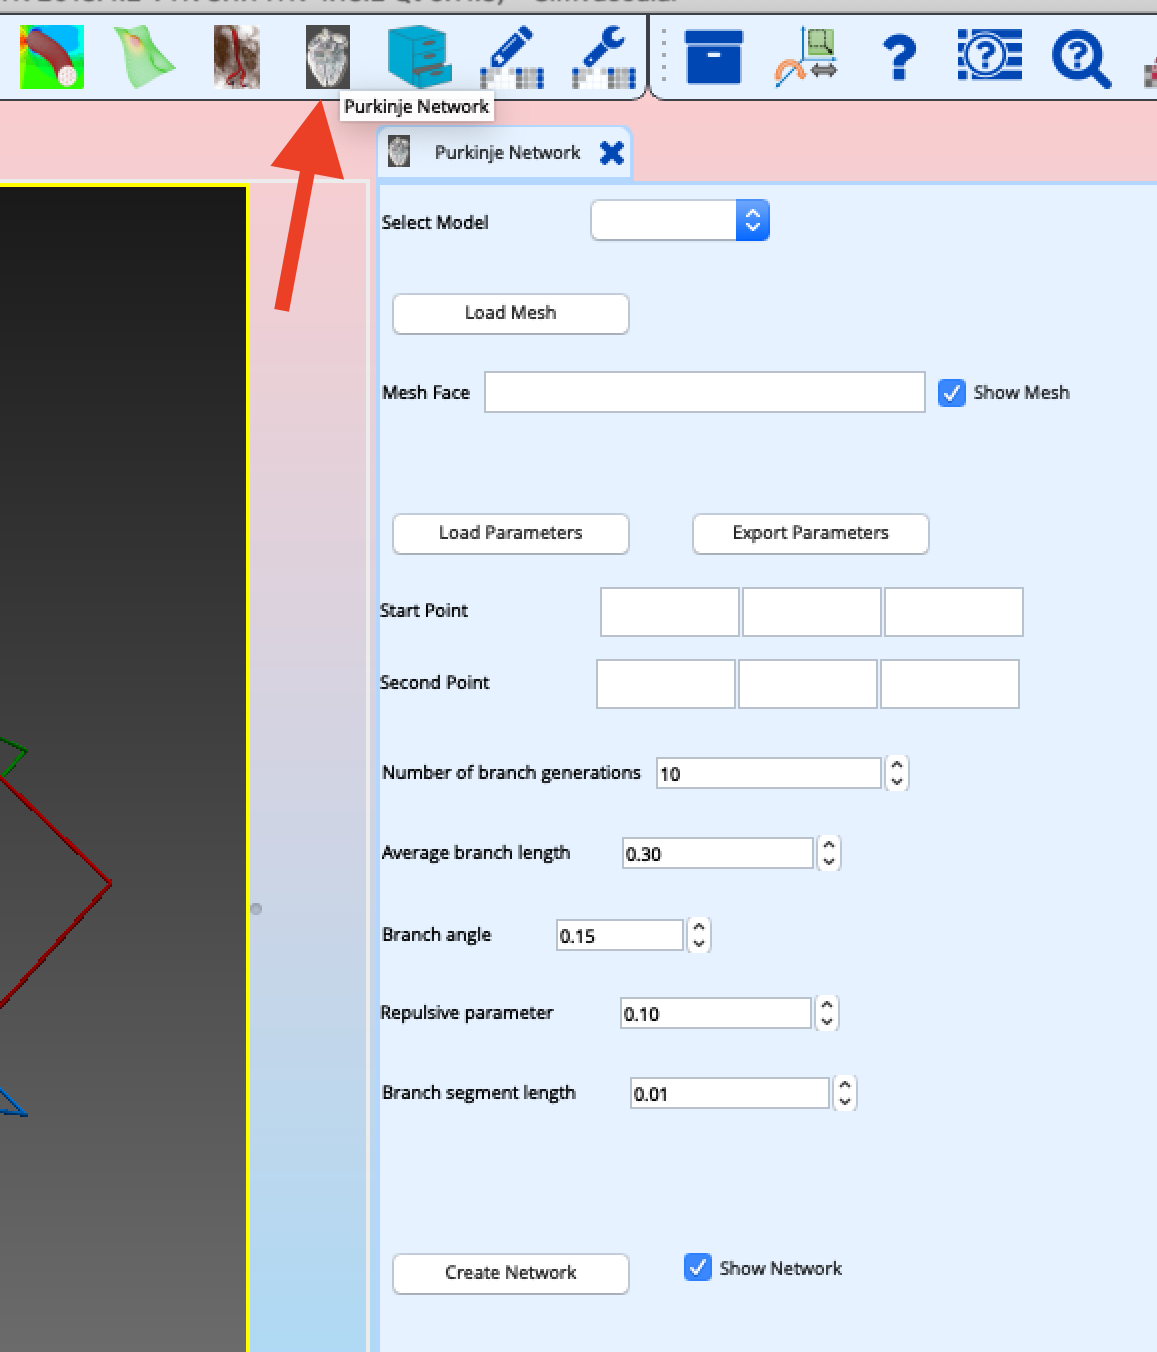 Purkinje Network
Purkinje Network
Select Model
Load Mesh
Mesh Face
Show Mesh
Load Parameters
Export Parameters
Start Point
Second Point
Number of branch generations 10
Average branch length 0.30
Branch angle 0.15
Repulsive parameter 0.10
Branch segment length 0.01
Create Network
Show Network